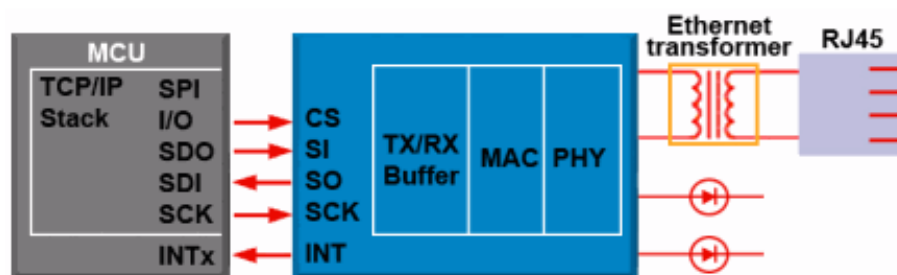 MCU
TCP/IP
Stack
SPI
I/O
SDO
SDI
SCK
INTx
CS
SI
SO
SCK
INT
TX/RX
Buffer
MAC
PHY
Ethernet
transformer
RJ45